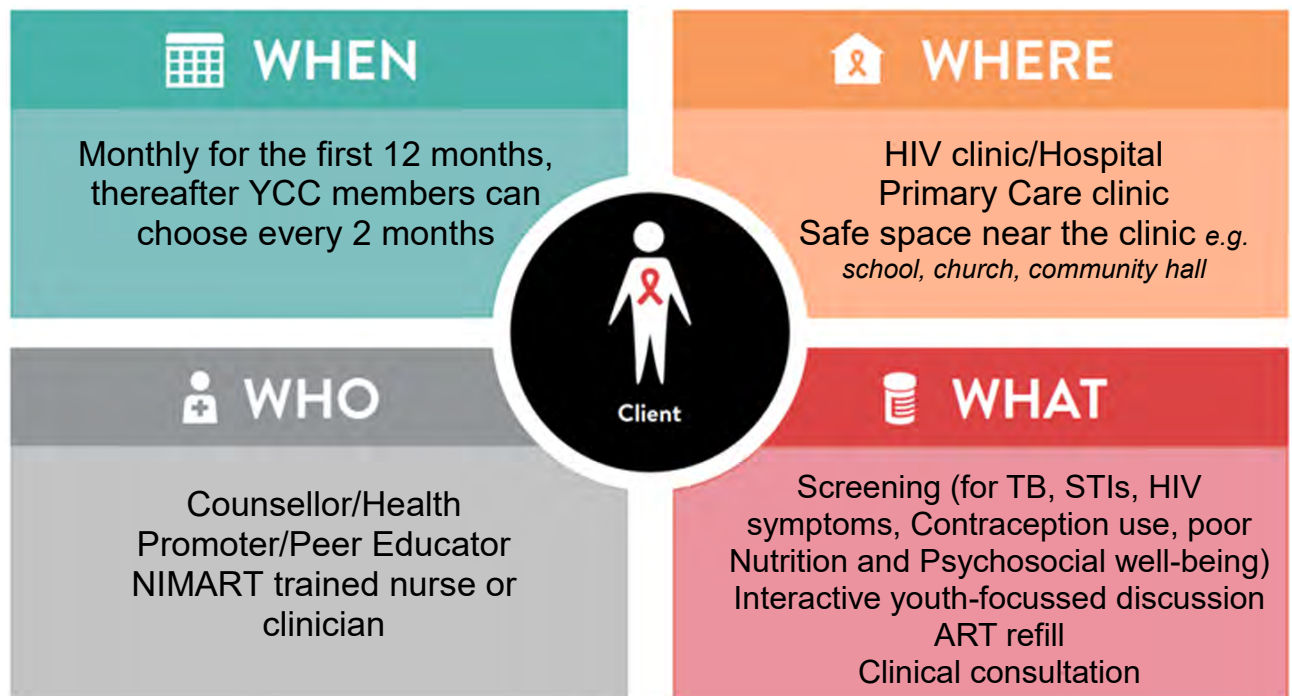 WHEN
Monthly for the first 12 months,
thereafter YCC members can
choose every 2 months
WHERE
HIV clinic/Hospital
Primary Care clinic
Safe space near the clinic e.g.
school, church, community hall
Client
WHO
Counsellor/Health
Promoter/Peer Educator
NIMART trained nurse or
clinician
WHAT
Screening (for TB, STIs, HIV
symptoms, Contraception use, poor
Nutrition and Psychosocial well-being)
Interactive youth-focussed discussion
ART refill
Clinical consultation